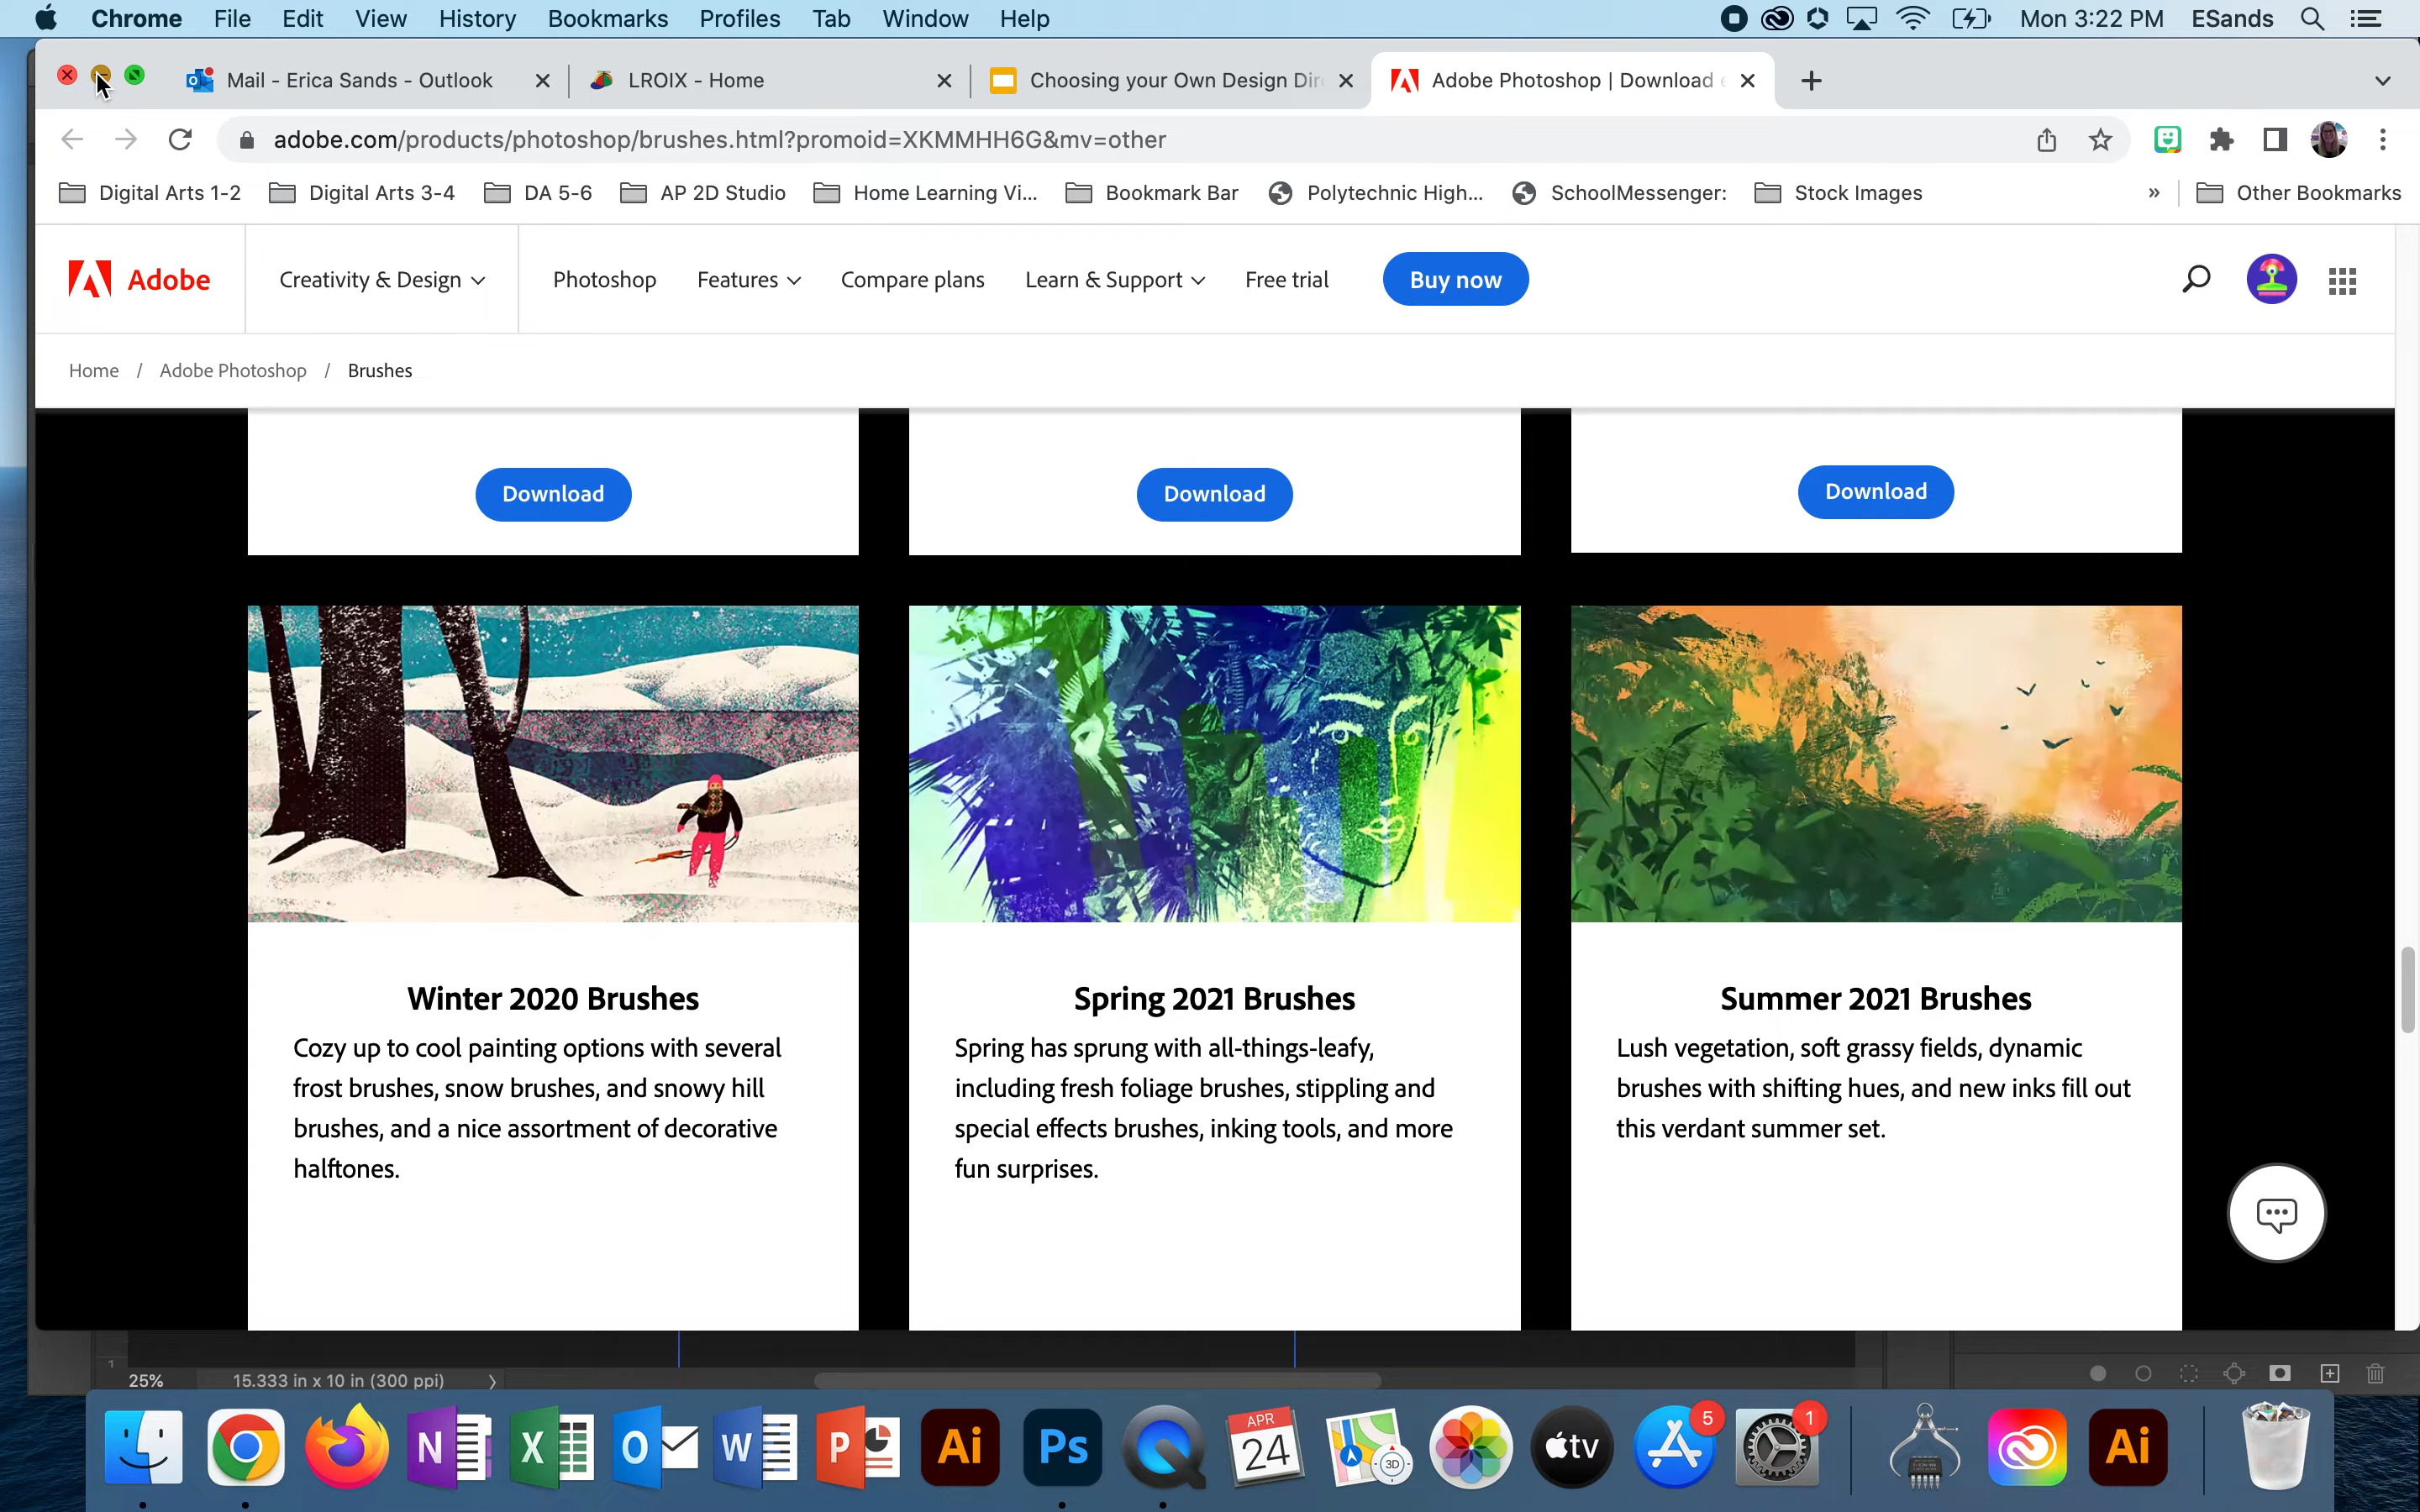 Chrome File Edit View History Bookmarks Profiles Tab Window Help Mon 3:22 PM ESands
Mail - Erica Sands - Outlook LROIX - Home Choosing your Own Design Dir Adobe Photoshop | Download
adobe.com/products/photoshop/brushes.html?promoid=XKMMHH6G&mv=other
Digital Arts 1-2 Digital Arts 3-4 DA 5-6 AP 2D Studio Home Learning Vi... Bookmark Bar Polytechnic High... SchoolMessenger: Stock Images » Other Bookmarks
Adobe Creativity & Design Photoshop Features Compare plans Learn & Support Free trial Buy now
Home / Adobe Photoshop / Brushes
Download Download Download
Winter 2020 Brushes
Cozy up to cool painting options with several
frost brushes, snow brushes, and snowy hill
brushes, and a nice assortment of decorative
halftones.
Spring 2021 Brushes
Spring has sprung with all-things-leafy,
including fresh foliage brushes, stippling and
special effects brushes, inking tools, and more
fun surprises.
Summer 2021 Brushes
Lush vegetation, soft grassy fields, dynamic
brushes with shifting hues, and new inks fill out
this verdant summer set.
1
25% 15.333 in x 10 in (300 ppi)
N X O W P Ai Ps APR 24 3D tv 5 1 Ai